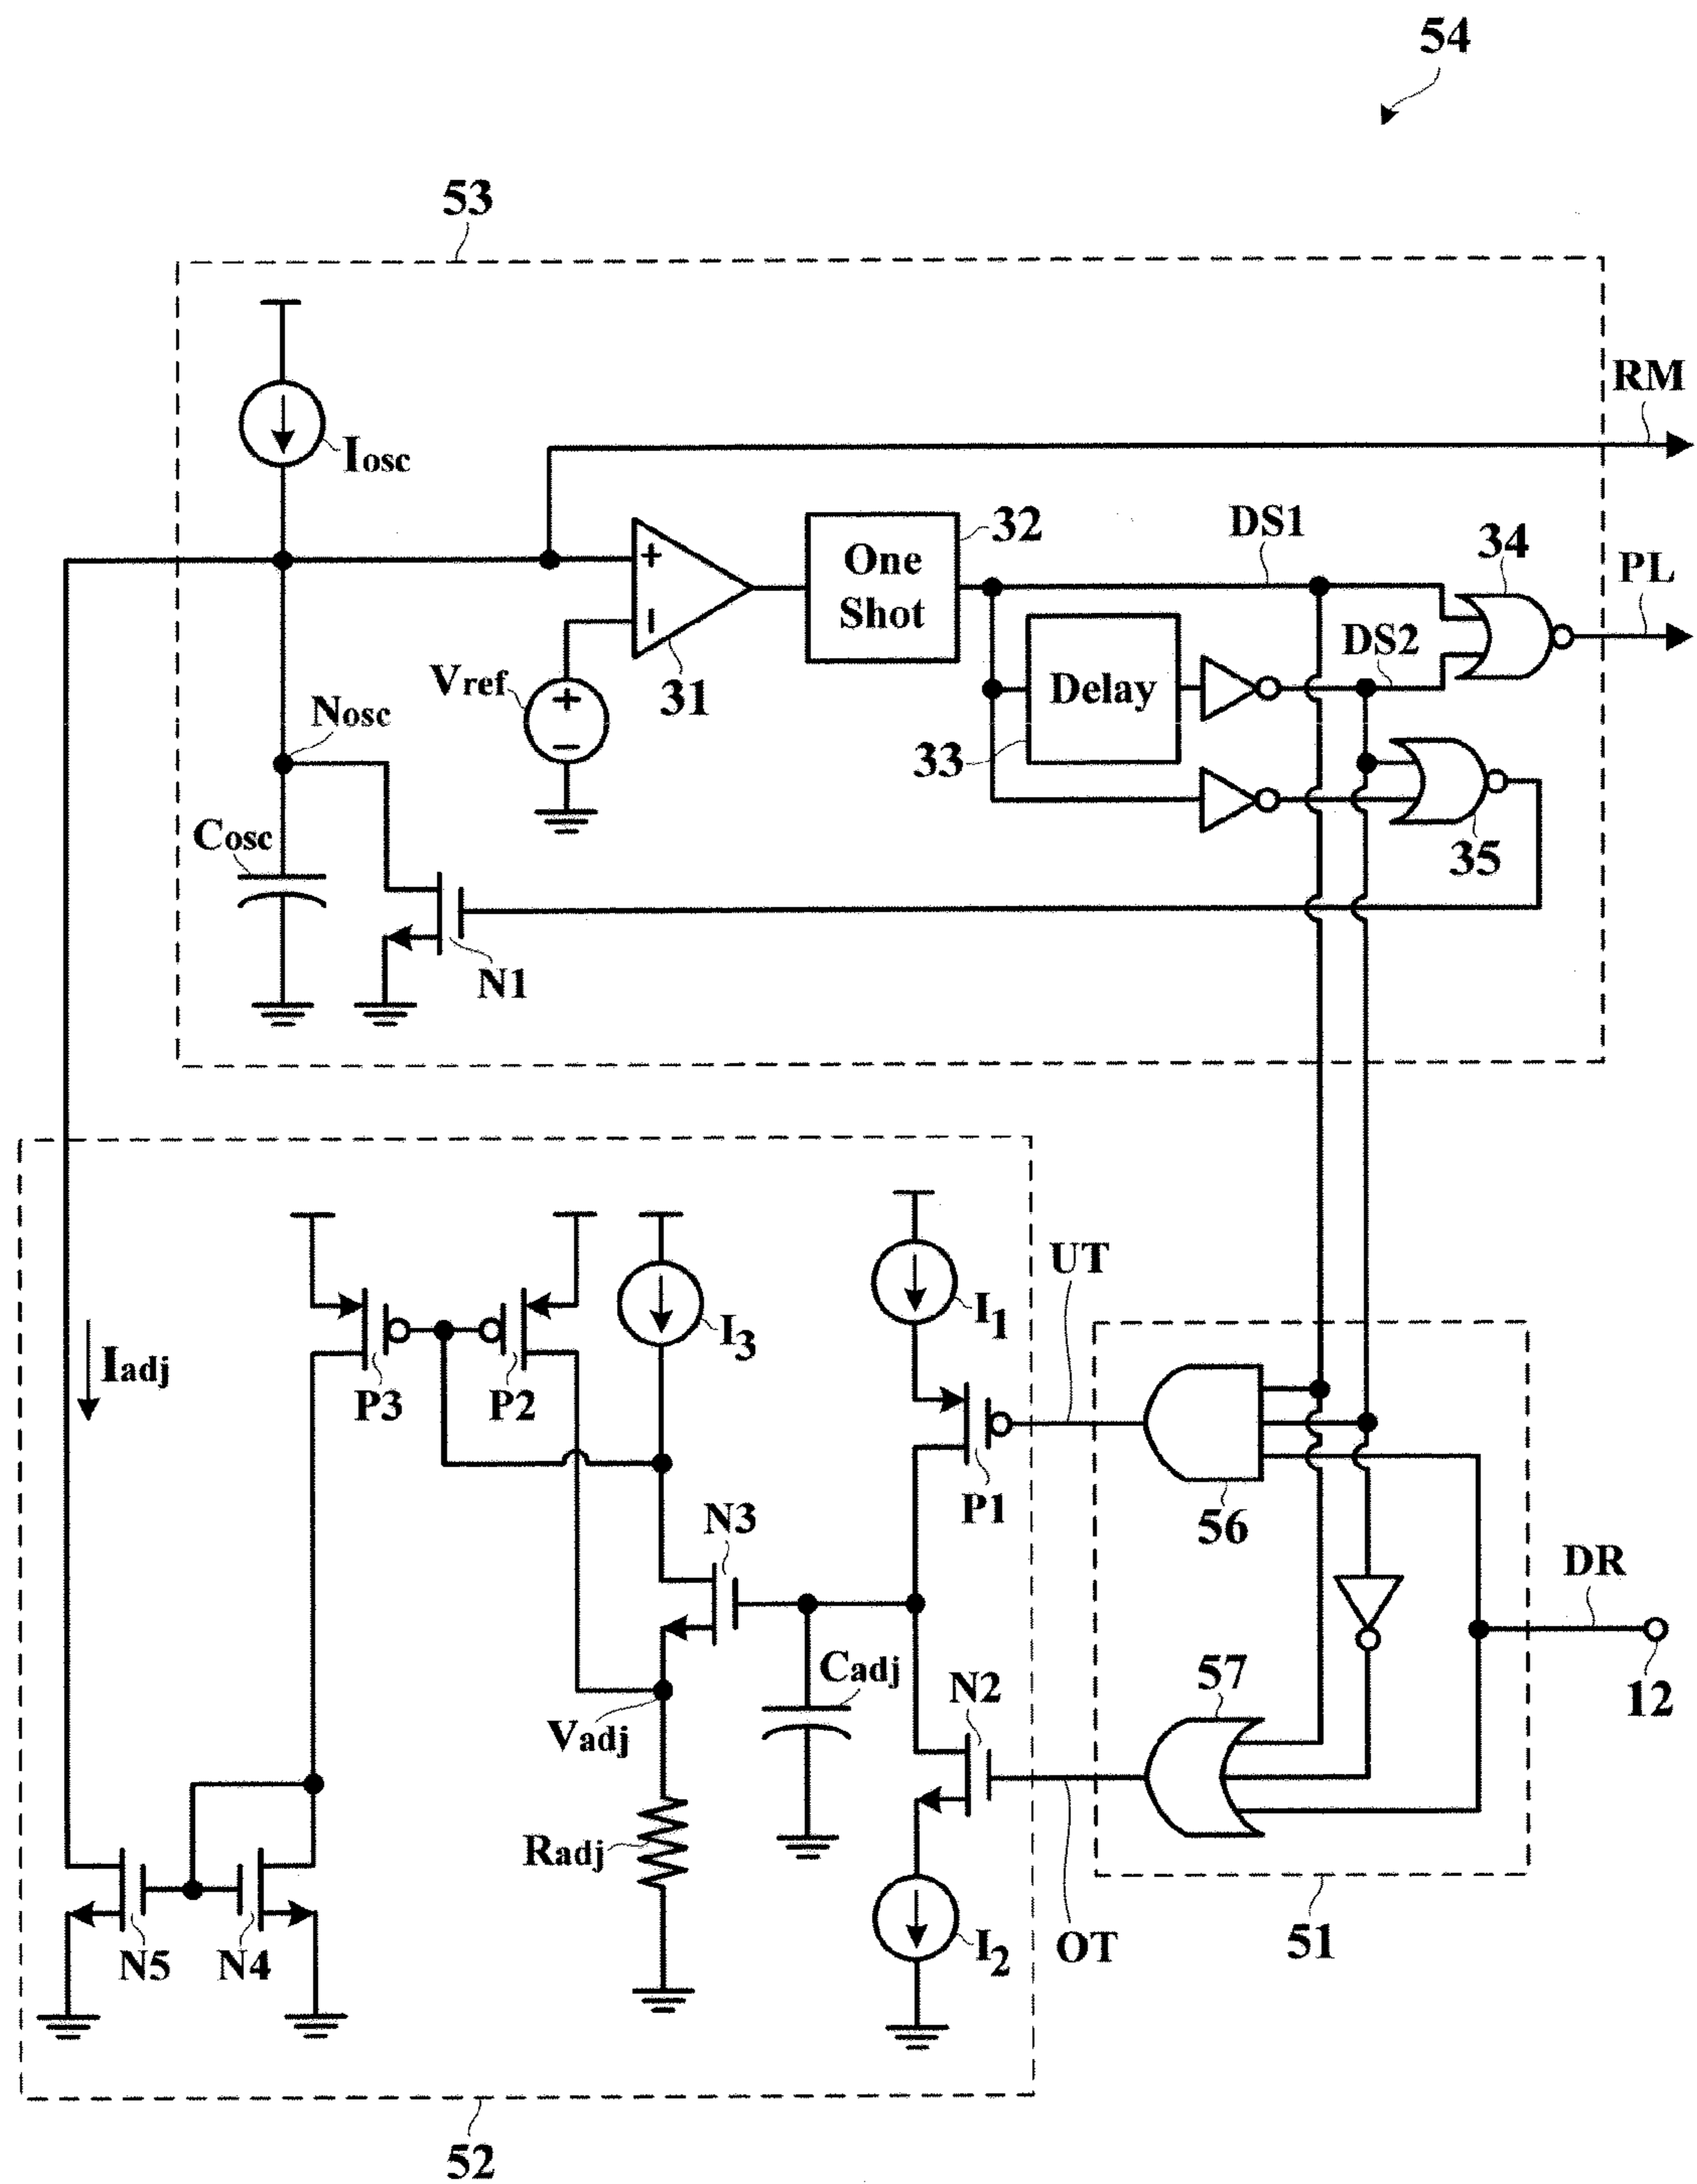 54
53
RM
Iosc
One
Shot
32
DS1
34
PL
DS2
Vref
31
Delay
33
Nosc
Cosc
35
N1
UT
I1
I3
Iadj
P3
P2
P1
56
N3
DR
Cadj
N2
57
12
Vadj
Radj
I2
OT
51
N5
N4
52
+
−
+
−